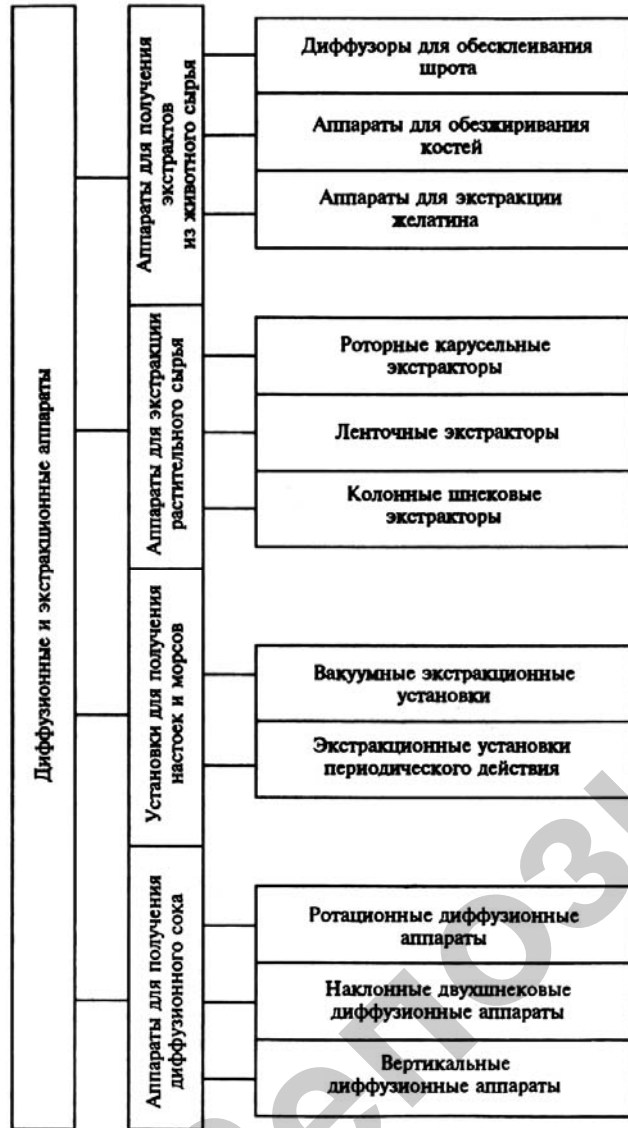 Диффузионные и экстракционные аппараты
Аппараты для получения
экстрактов
из животного сырья
Диффузоры для обесклеивания
шрота
Аппараты для обезжиривания
костей
Аппараты для экстракции
желатина
Аппараты для экстракции
растительного сырья
Роторные карусельные
экстракторы
Ленточные экстракторы
Колонные шнековые
экстракторы
Установки для получения
настоек и морсов
Вакуумные экстракционные
установки
Экстракционные установки
периодического действия
Аппараты для получения
диффузионного сока
Ротационные диффузионные
аппараты
Наклонные двухшнековые
диффузионные аппараты
Вертикальные
диффузионные аппараты